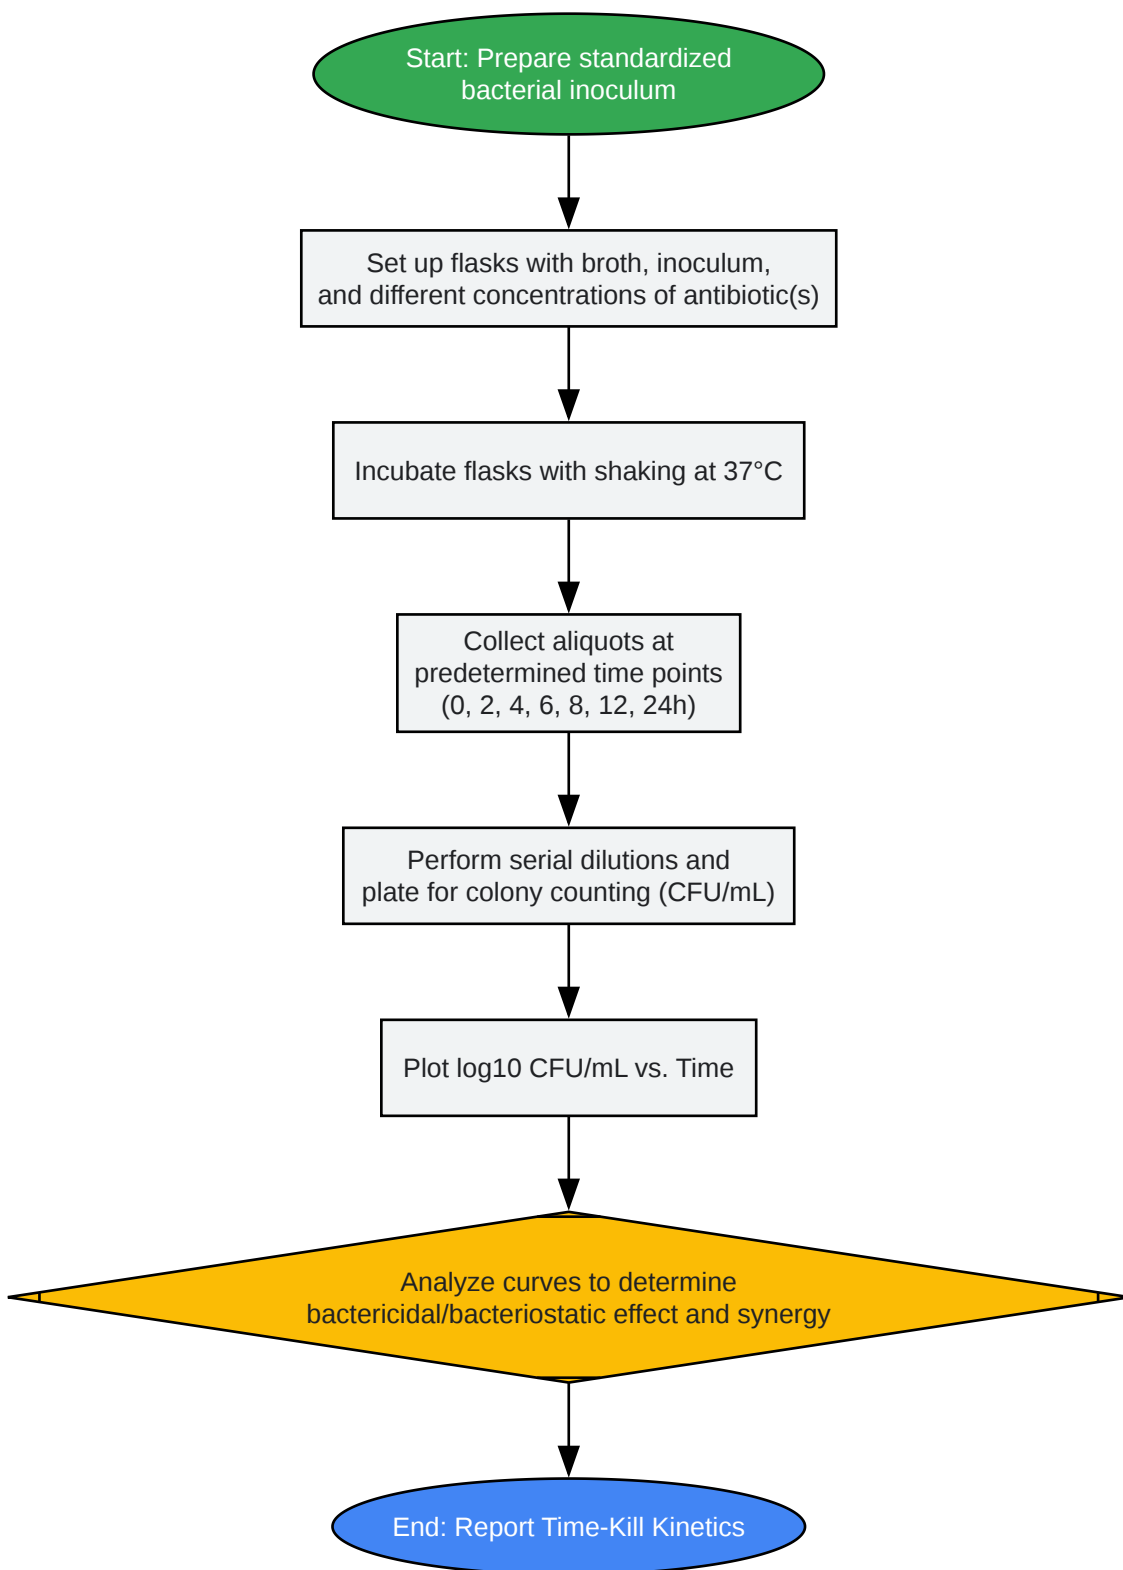 Start: Prepare standardized
bacterial inoculum
Set up flasks with broth, inoculum,
and different concentrations of antibiotic(s)
Incubate flasks with shaking at 37°C
Collect aliquots at
predetermined time points
(0, 2, 4, 6, 8, 12, 24h)
Perform serial dilutions and
plate for colony counting (CFU/mL)
Plot log10 CFU/mL vs. Time
Analyze curves to determine
bactericidal/bacteriostatic effect and synergy
End: Report Time-Kill Kinetics